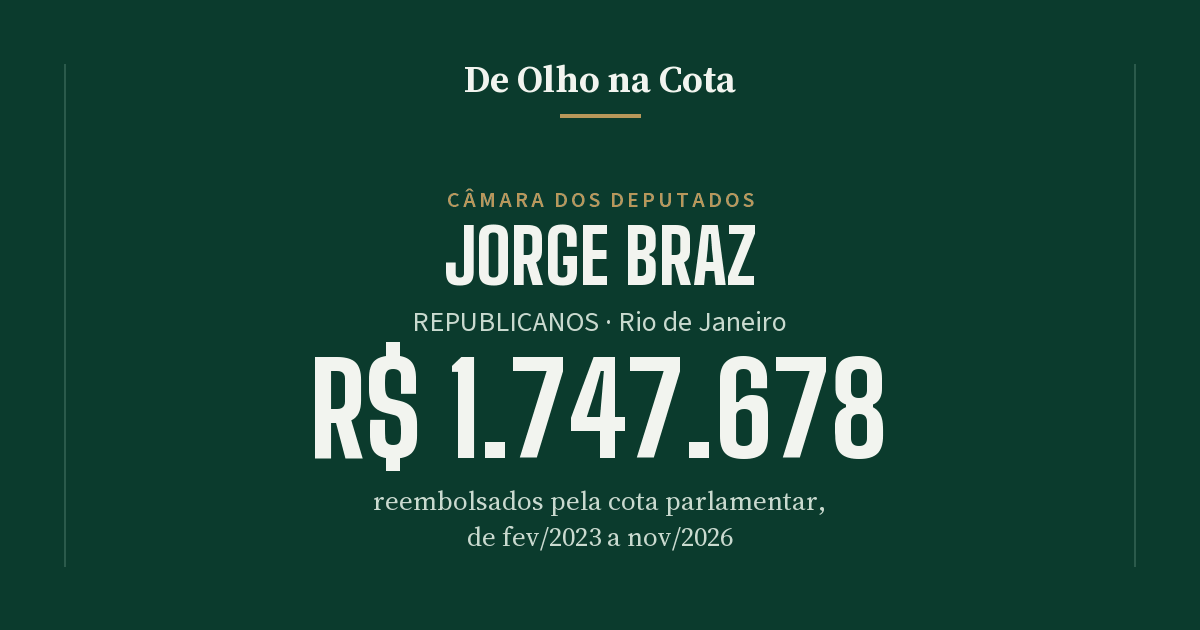 De Olho na Cota
CÂMARA DOS DEPUTADOS
JORGE BRAZ
REPUBLICANOS · Rio de Janeiro
R$ 1.747.678
reembolsados pela cota parlamentar,
de fev/2023 a nov/2026